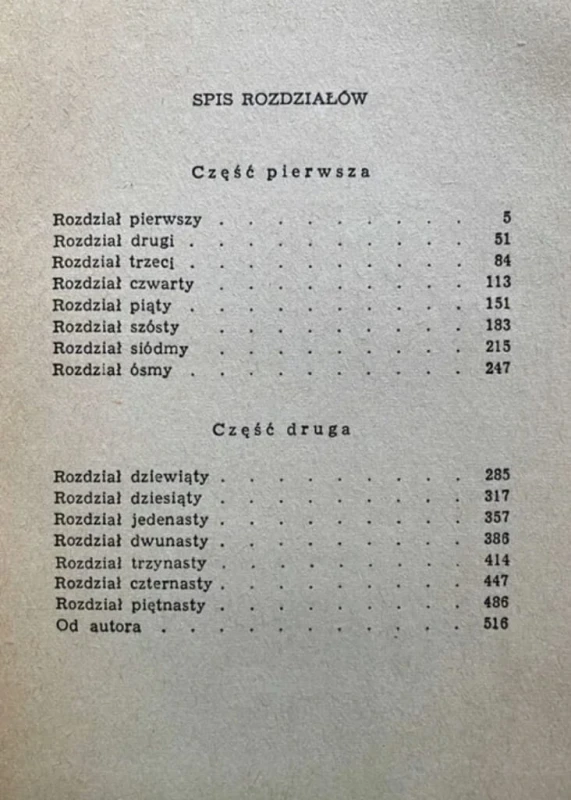 SPIS ROZDZIAŁÓW
Część pierwsza
Rozdział pierwszy . . . . . . . . . 5
Rozdział drugi . . . . . . . . . . 51
Rozdział trzeci . . . . . . . . . . 84
Rozdział czwarty . . . . . . . . . 113
Rozdział piąty . . . . . . . . . . 151
Rozdział szósty . . . . . . . . . 183
Rozdział siódmy . . . . . . . . . 215
Rozdział ósmy . . . . . . . . . . 247
Część druga
Rozdział dziewiąty . . . . . . . . . 285
Rozdział dziesiąty . . . . . . . . . 317
Rozdział jedenasty . . . . . . . . . 357
Rozdział dwunasty . . . . . . . . . 386
Rozdział trzynasty . . . . . . . . . 414
Rozdział czternasty . . . . . . . . . 447
Rozdział piętnasty . . . . . . . . . 486
Od autora . . . . . . . . . . . 516